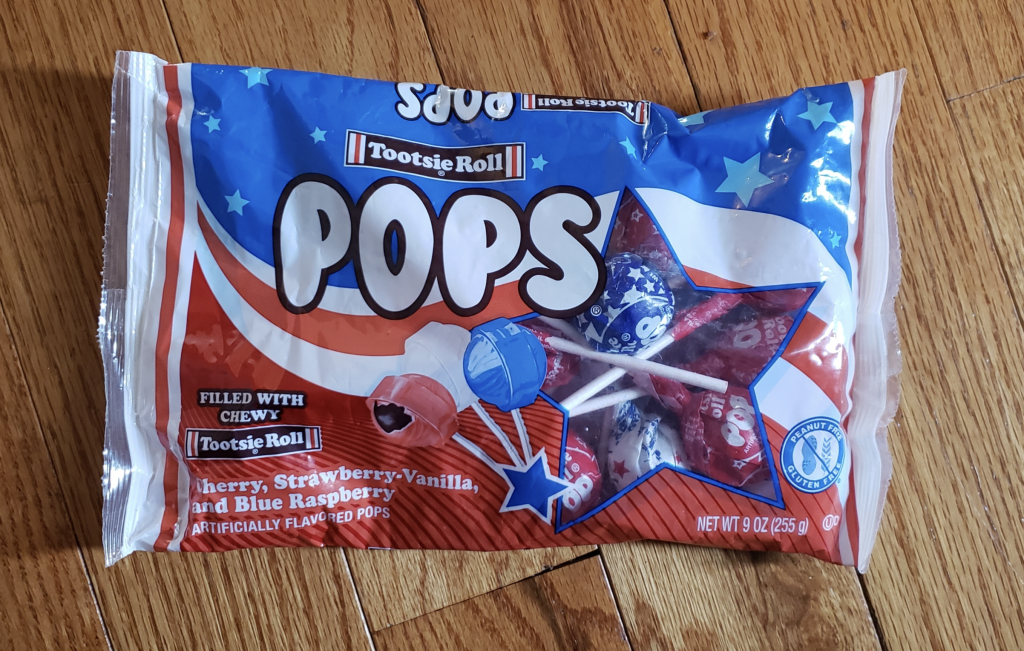 POPS Tootsie Roll
Tootsie Roll
POPS
FILLED WITH
CHEWY
Tootsie Roll
Cherry, Strawberry-Vanilla,
and Blue Raspberry
ARTIFICIALLY FLAVORED POPS
PEANUT FREE
GLUTEN FREE
NET WT 9 OZ (255 g)